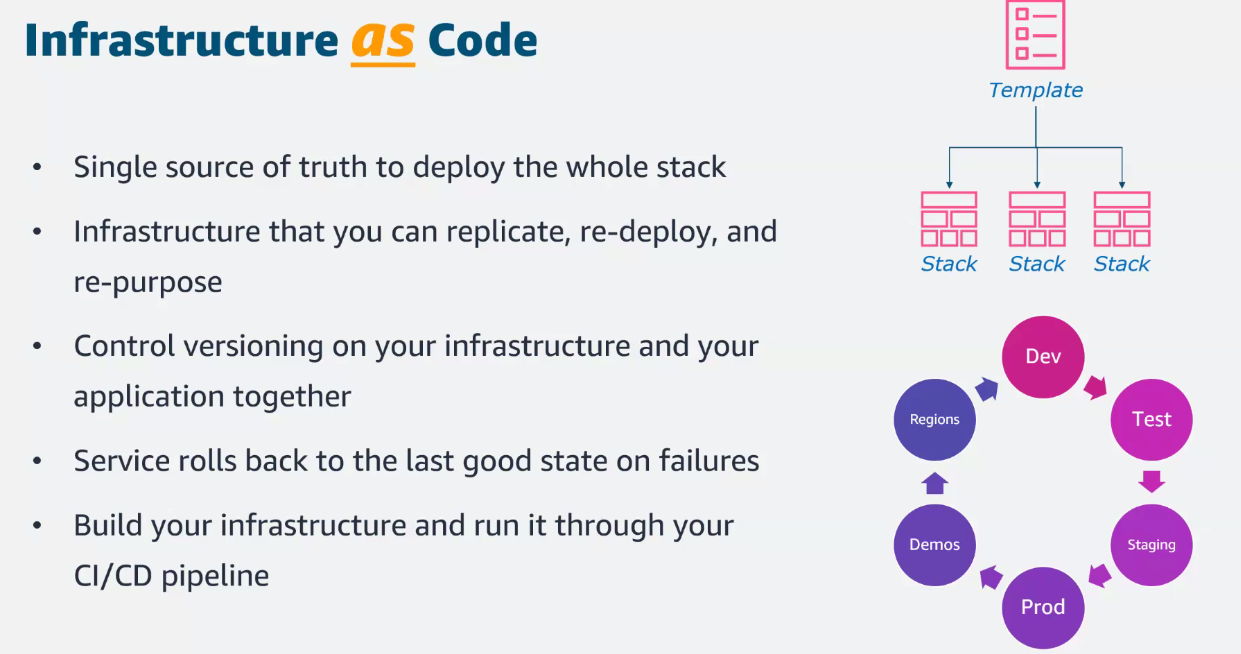 Infrastructure as Code
• Single source of truth to deploy the whole stack
• Infrastructure that you can replicate, re-deploy, and
re-purpose
• Control versioning on your infrastructure and your
application together
• Service rolls back to the last good state on failures
• Build your infrastructure and run it through your
CI/CD pipeline
Template
Stack Stack Stack
Dev
Test
Staging
Prod
Demos
Regions